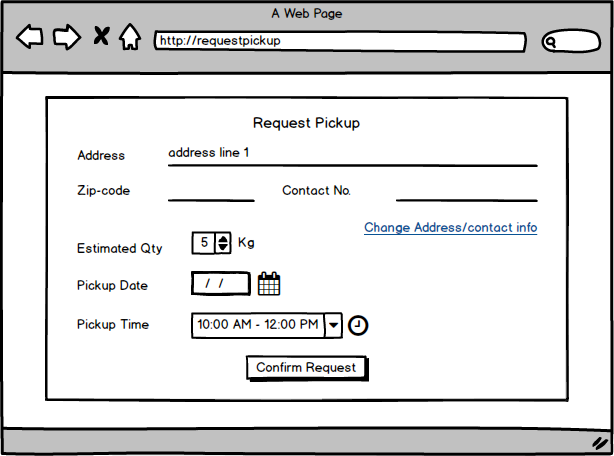 A Web Page
http://requestpickup
Request Pickup
Address address line 1
Zip-code Contact No.
Change Address/contact info
Estimated Qty 5 Kg
Pickup Date / /
Pickup Time 10:00 AM - 12:00 PM
Confirm Request